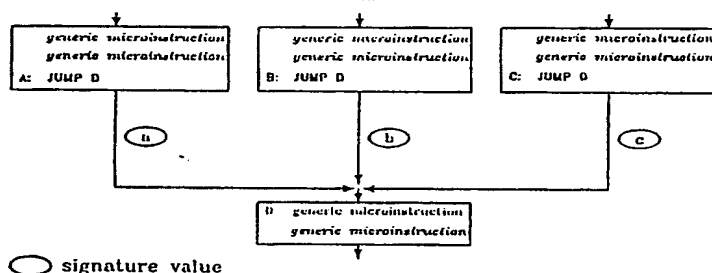 generic microinstruction
generic microinstruction
A: JUMP D
generic microinstruction
generic microinstruction
B: JUMP D
generic microinstruction
generic microinstruction
C: JUMP D
a
b
c
D generic microinstruction
generic microinstruction
signature value